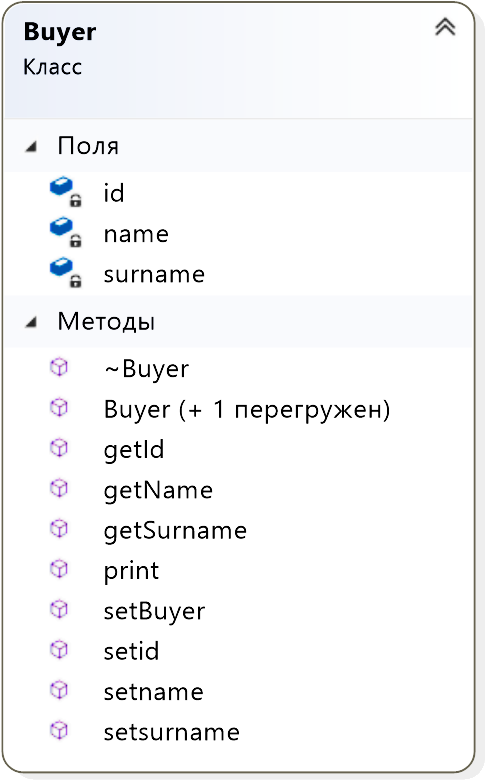 Buyer
Класс
Поля
id
name
surname
Методы
~Buyer
Buyer (+ 1 перегружен)
getId
getName
getSurname
print
setBuyer
setid
setname
setsurname